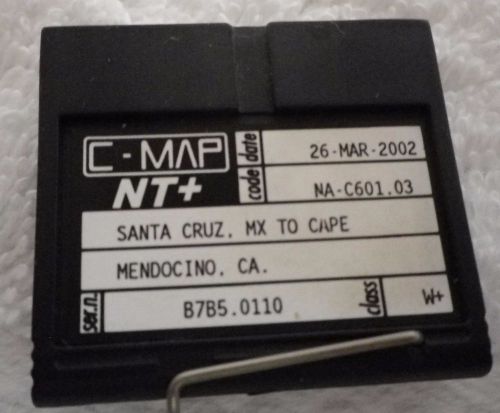 C-MAP
NT+
date 26-MAR-2002
code NA-C601.03
SANTA CRUZ, MX TO CAPE
MENDOCINO, CA.
ser.n. B7B5.0110 class W+